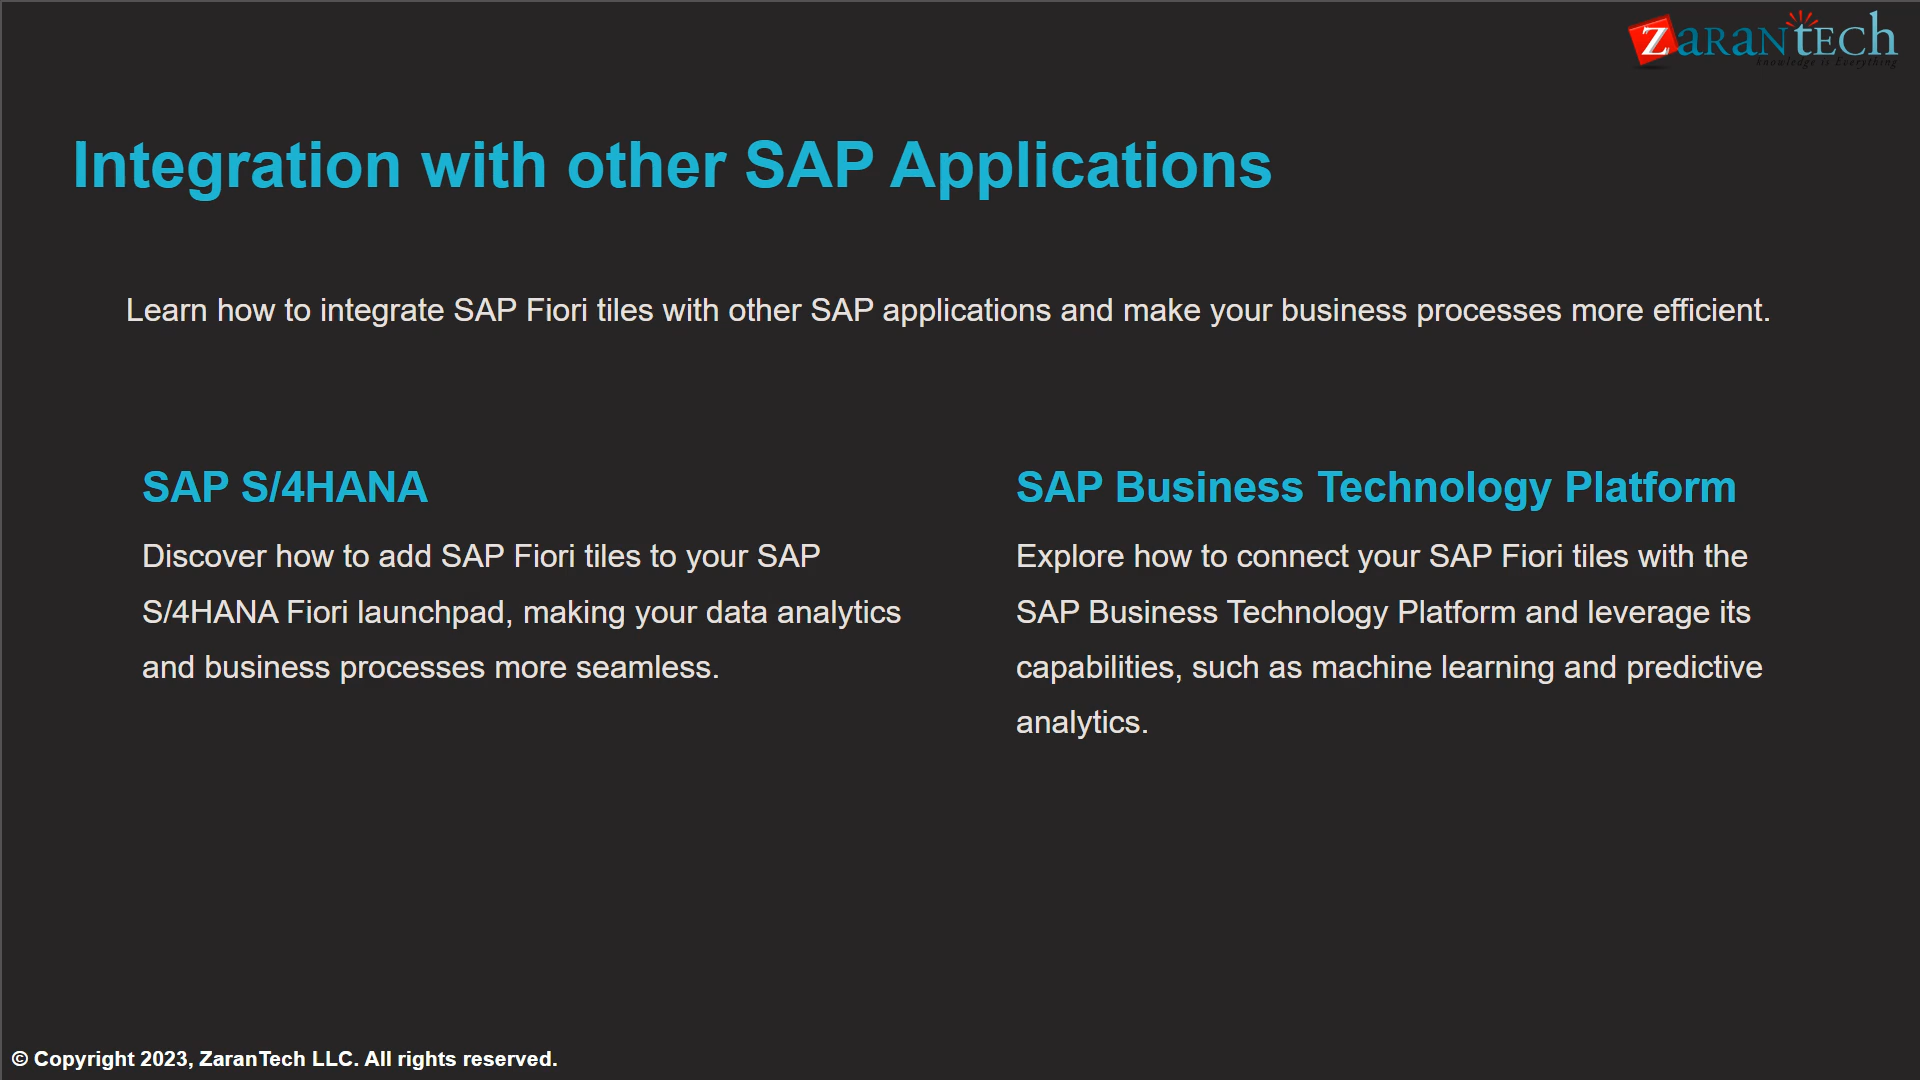 ZaranTech
knowledge is Everything
Integration with other SAP Applications
Learn how to integrate SAP Fiori tiles with other SAP applications and make your business processes more efficient.
SAP S/4HANA
Discover how to add SAP Fiori tiles to your SAP
S/4HANA Fiori launchpad, making your data analytics
and business processes more seamless.
SAP Business Technology Platform
Explore how to connect your SAP Fiori tiles with the
SAP Business Technology Platform and leverage its
capabilities, such as machine learning and predictive
analytics.
© Copyright 2023, ZaranTech LLC. All rights reserved.